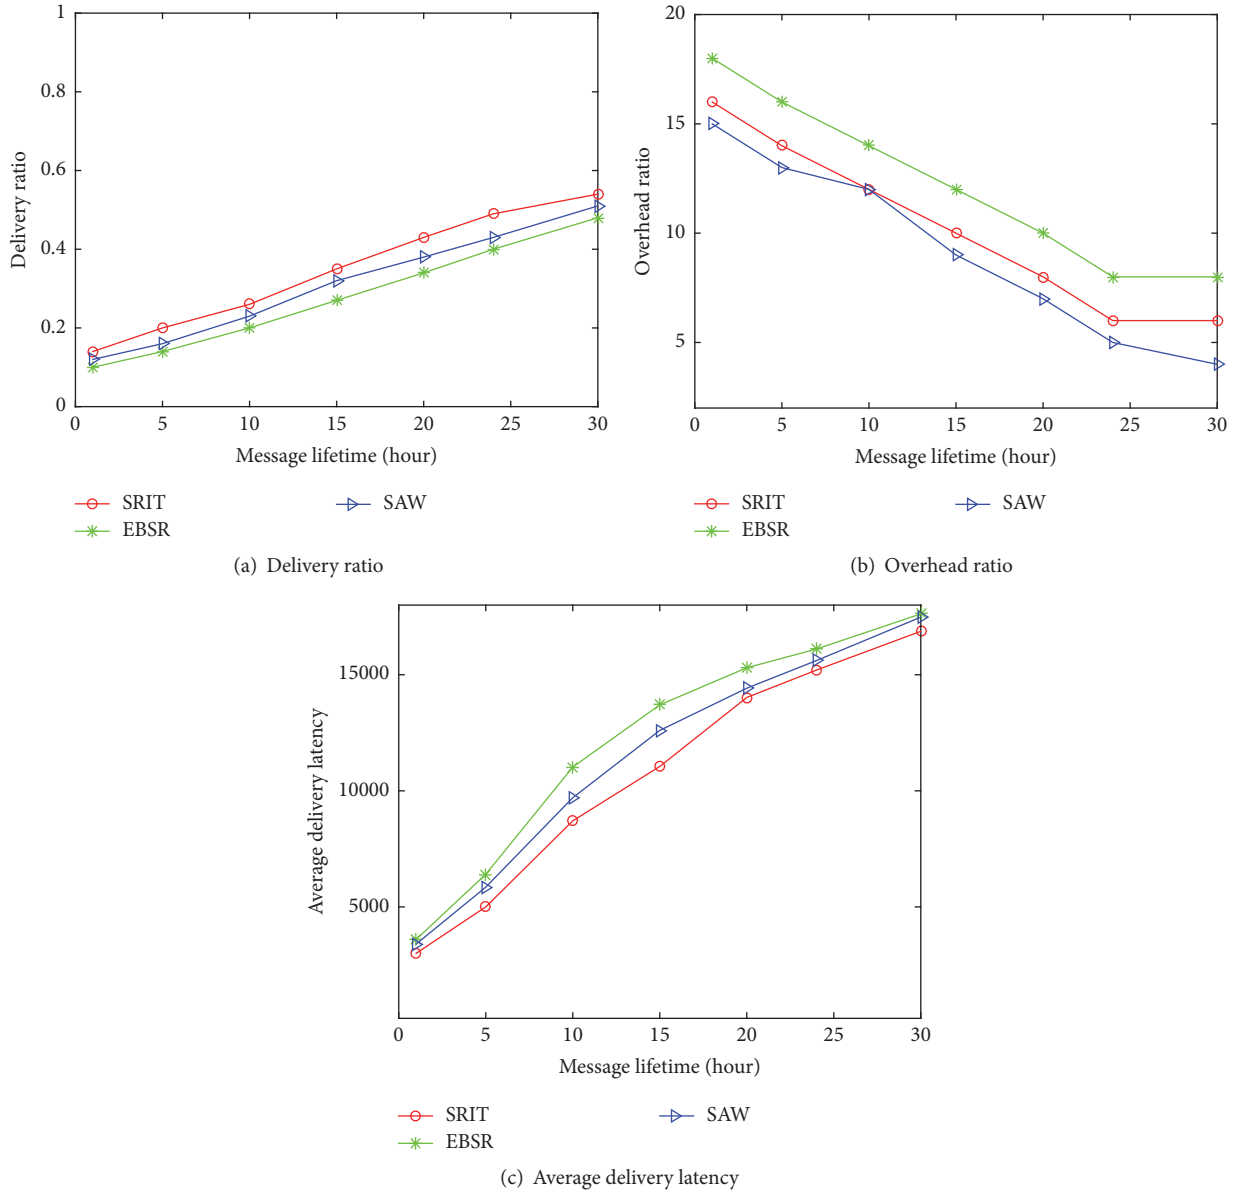 1
0.8
0.6
0.4
0.2
0
Delivery ratio
0 5 10 15 20 25 30
Message lifetime (hour)
SRIT SAW
EBSR
(a) Delivery ratio
20
15
10
5
Overhead ratio
0 5 10 15 20 25 30
Message lifetime (hour)
SRIT SAW
EBSR
(b) Overhead ratio
15000
10000
5000
Average delivery latency
0 5 10 15 20 25 30
Message lifetime (hour)
SRIT SAW
EBSR
(c) Average delivery latency